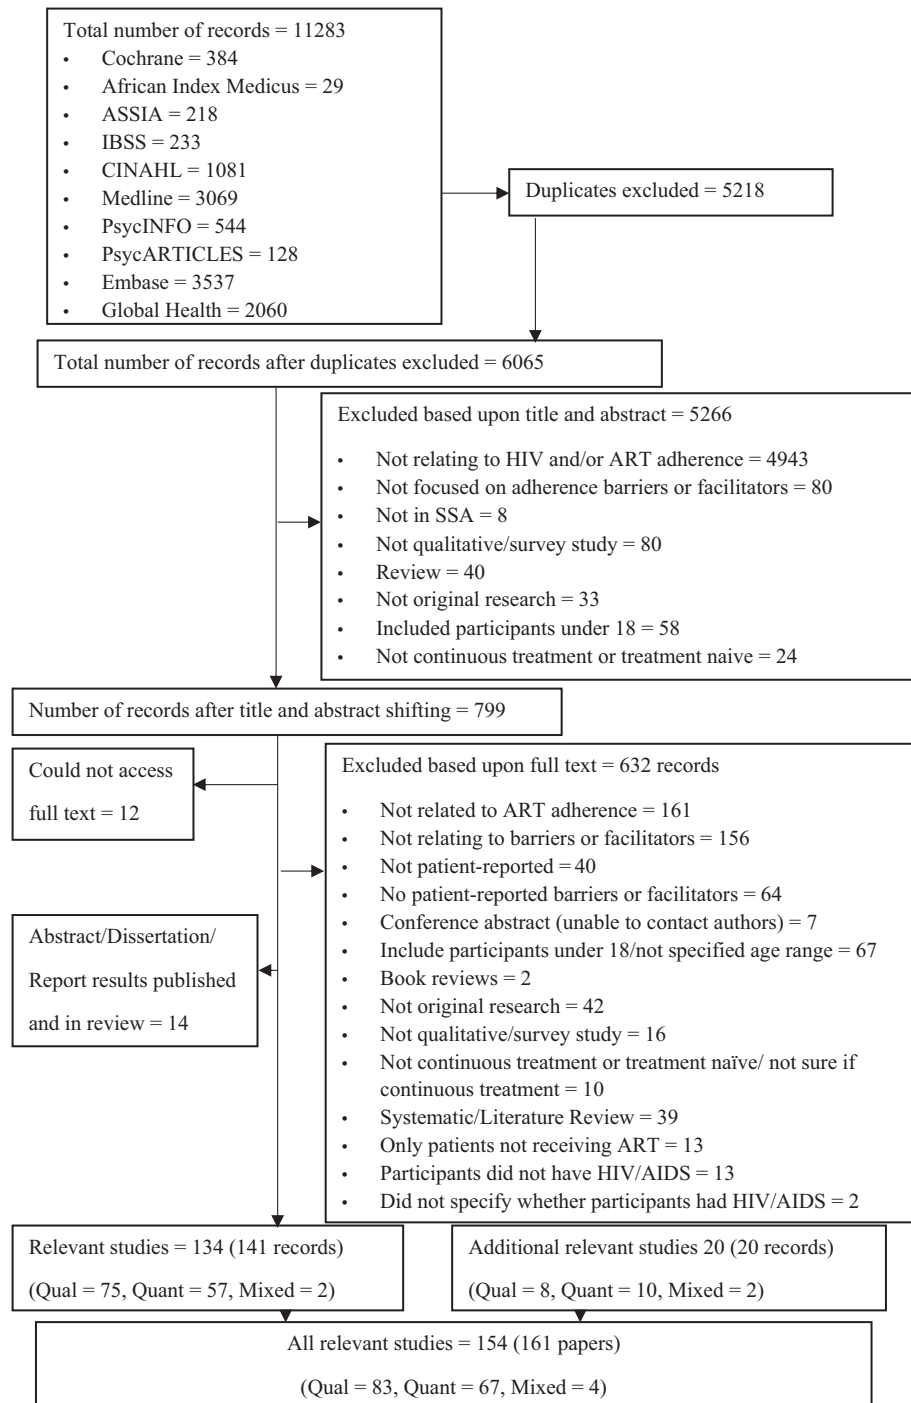 Total number of records = 11283
• Cochrane = 384
• African Index Medicus = 29
• ASSIA = 218
• IBSS = 233
• CINAHL = 1081
• Medline = 3069
• PsycINFO = 544
• PsycARTICLES = 128
• Embase = 3537
• Global Health = 2060
Duplicates excluded = 5218
Total number of records after duplicates excluded = 6065
Excluded based upon title and abstract = 5266
• Not relating to HIV and/or ART adherence = 4943
• Not focused on adherence barriers or facilitators = 80
• Not in SSA = 8
• Not qualitative/survey study = 80
• Review = 40
• Not original research = 33
• Included participants under 18 = 58
• Not continuous treatment or treatment naive = 24
Number of records after title and abstract shifting = 799
Could not access
full text = 12
Excluded based upon full text = 632 records
• Not related to ART adherence = 161
• Not relating to barriers or facilitators = 156
• Not patient-reported = 40
• No patient-reported barriers or facilitators = 64
• Conference abstract (unable to contact authors) = 7
• Include participants under 18/not specified age range = 67
• Book reviews = 2
• Not original research = 42
• Not qualitative/survey study = 16
• Not continuous treatment or treatment naïve/ not sure if
continuous treatment = 10
• Systematic/Literature Review = 39
• Only patients not receiving ART = 13
• Participants did not have HIV/AIDS = 13
• Did not specify whether participants had HIV/AIDS = 2
Abstract/Dissertation/
Report results published
and in review = 14
Relevant studies = 134 (141 records)
(Qual = 75, Quant = 57, Mixed = 2)
Additional relevant studies 20 (20 records)
(Qual = 8, Quant = 10, Mixed = 2)
All relevant studies = 154 (161 papers)
(Qual = 83, Quant = 67, Mixed = 4)